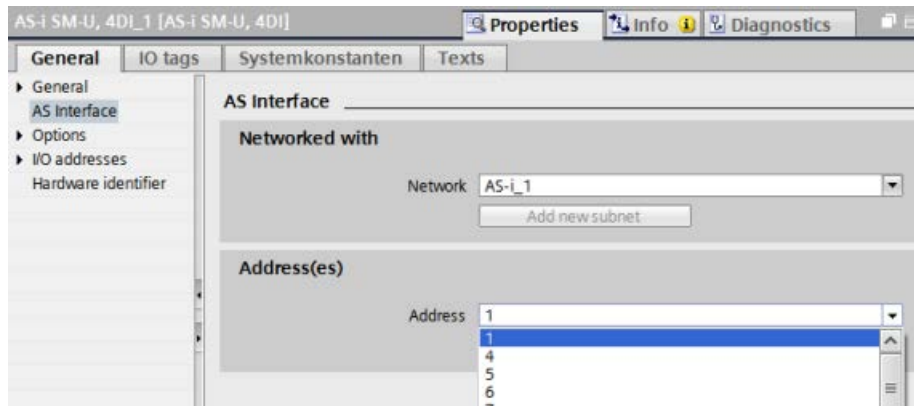 AS-i SM-U, 4DI_1 [AS-i SM-U, 4DI]
Properties Info Diagnostics
General IO tags Systemkonstanten Texts
General
AS Interface
Options
I/O addresses
Hardware identifier
AS Interface
Networked with
Network AS-i_1
Add new subnet
Address(es)
Address 1
1
4
5
6